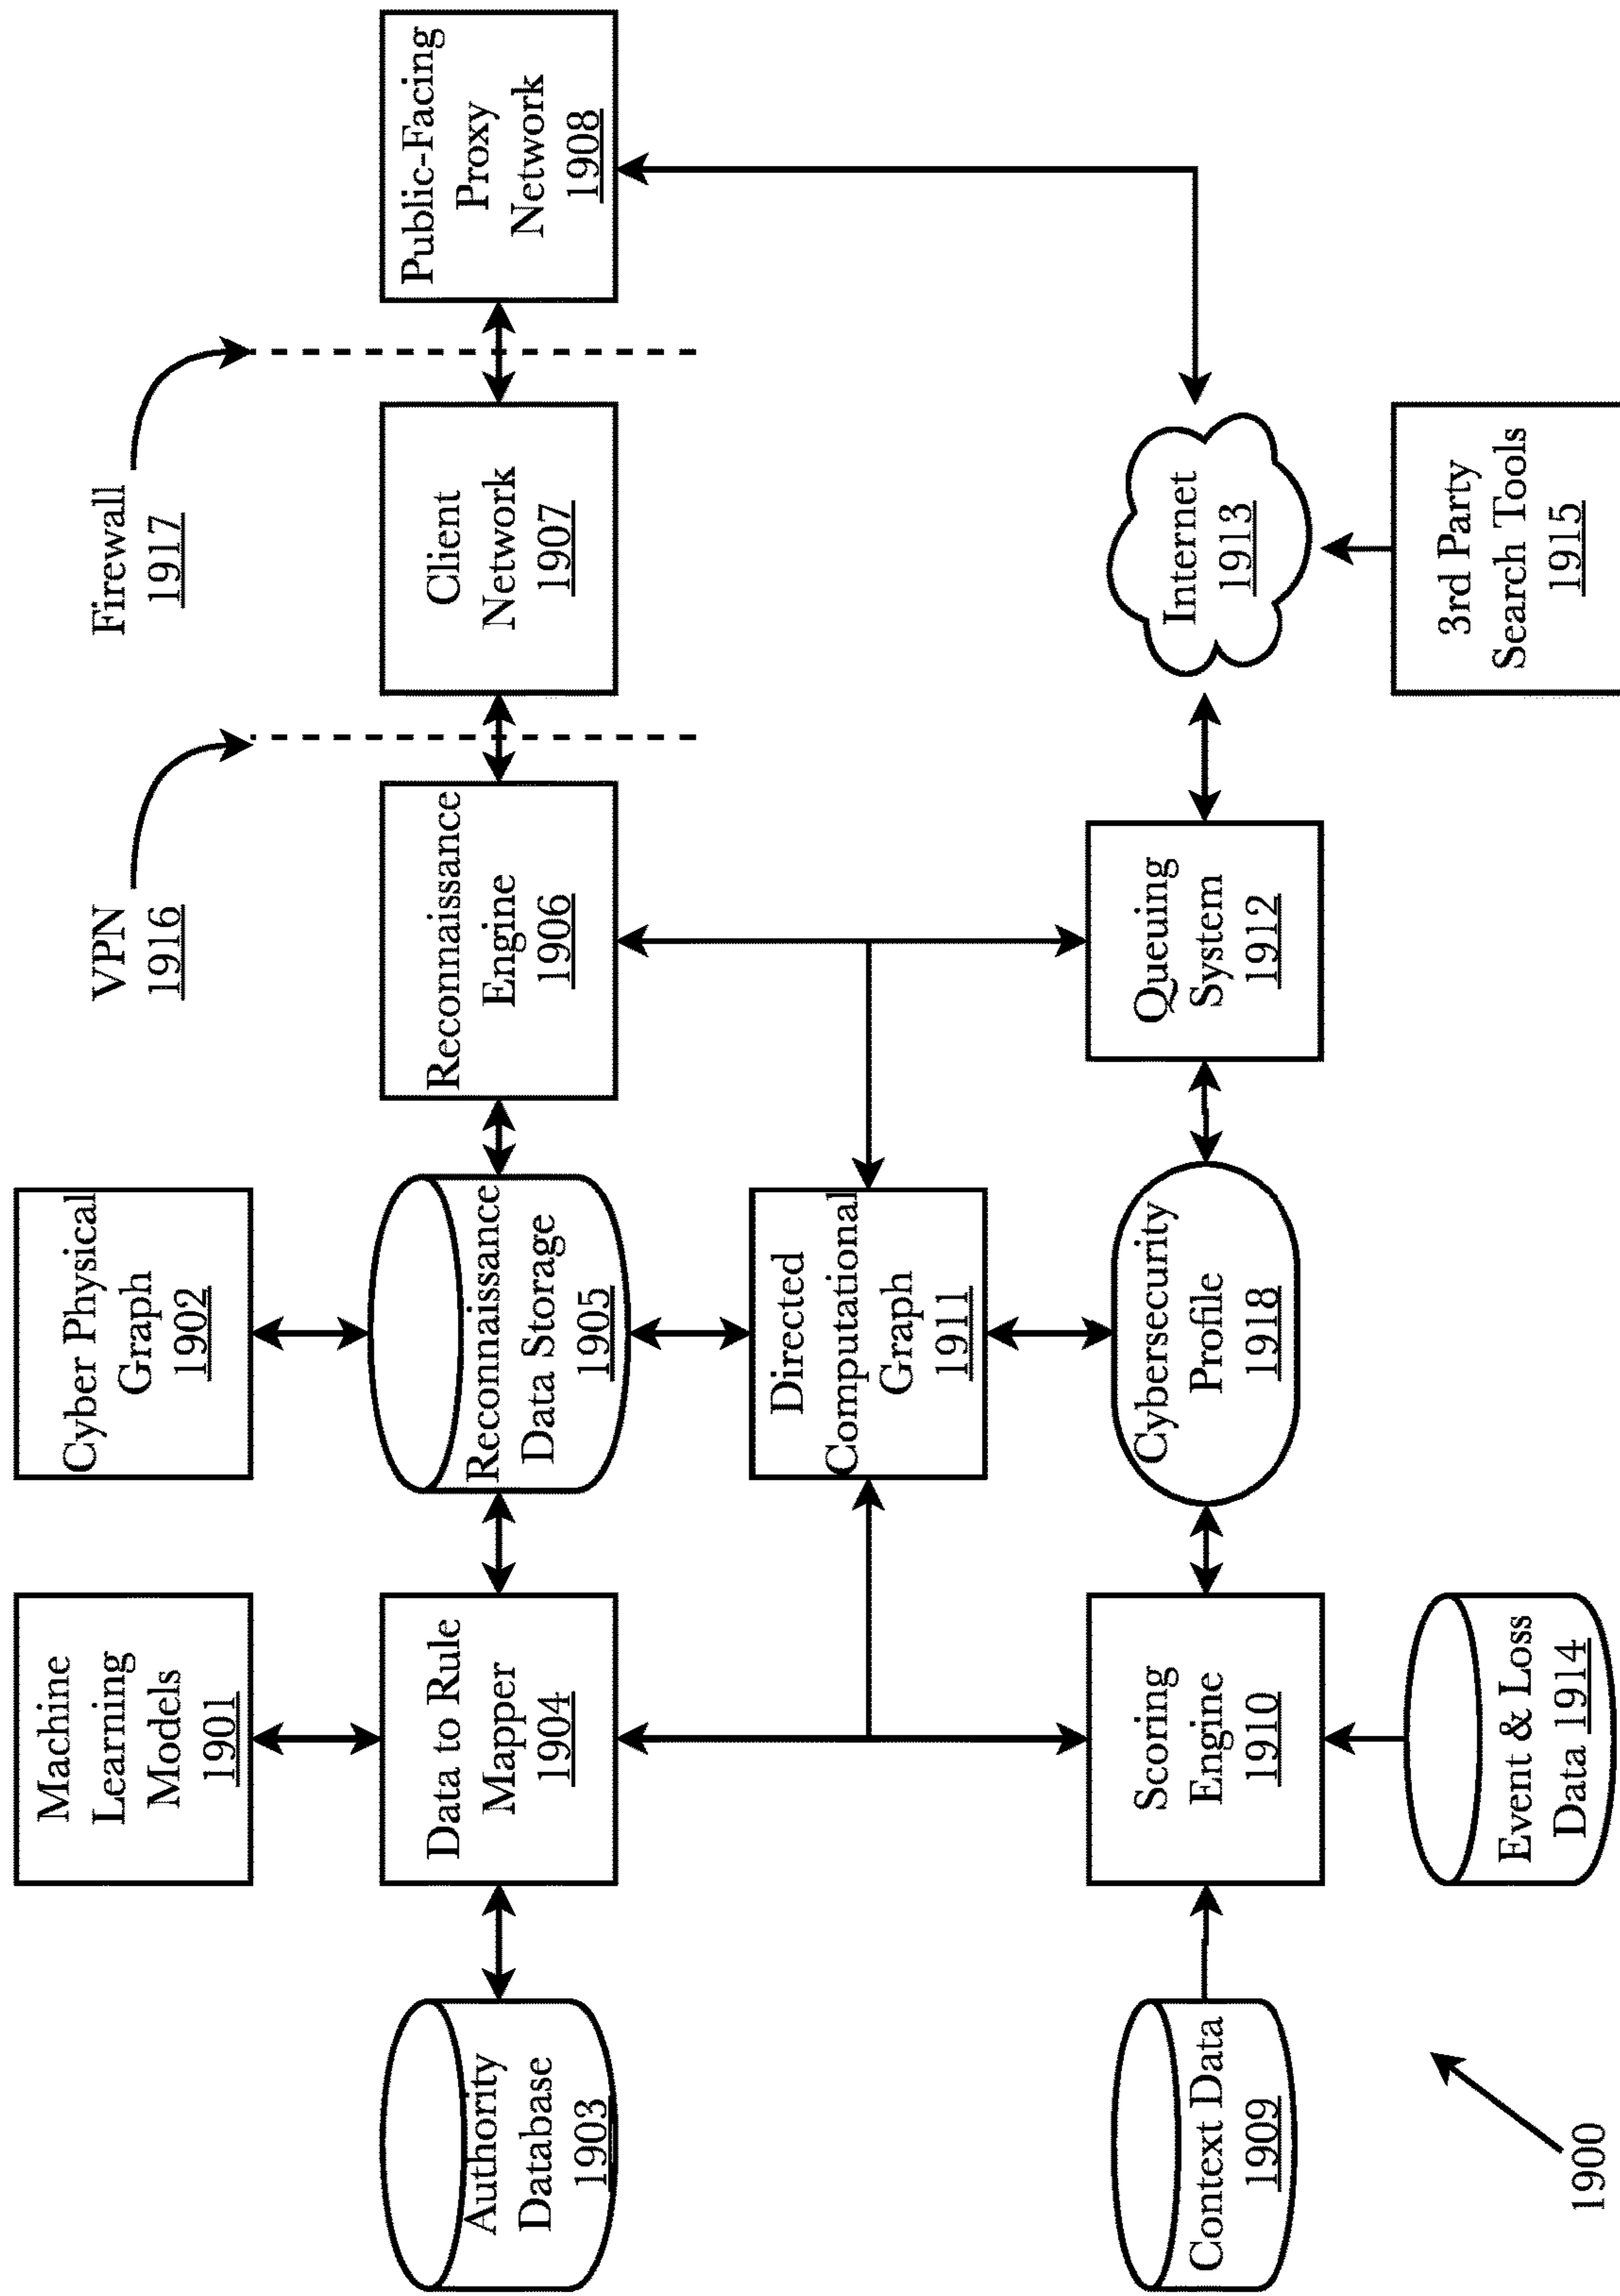 Machine
Learning
Models
1901
Cyber Physical
Graph
1902
VPN
1916
Firewall
1917
Authority
Database
1903
Data to Rule
Mapper
1904
Reconnaissance
Data Storage
1905
Reconnaissance
Engine
1906
Client
Network
1907
Public-Facing
Proxy
Network
1908
Directed
Computational
Graph
1911
Context Data
1909
Scoring
Engine
1910
Cybersecurity
Profile
1918
Queuing
System
1912
Internet
1913
Event & Loss
Data 1914
3rd Party
Search Tools
1915
1900